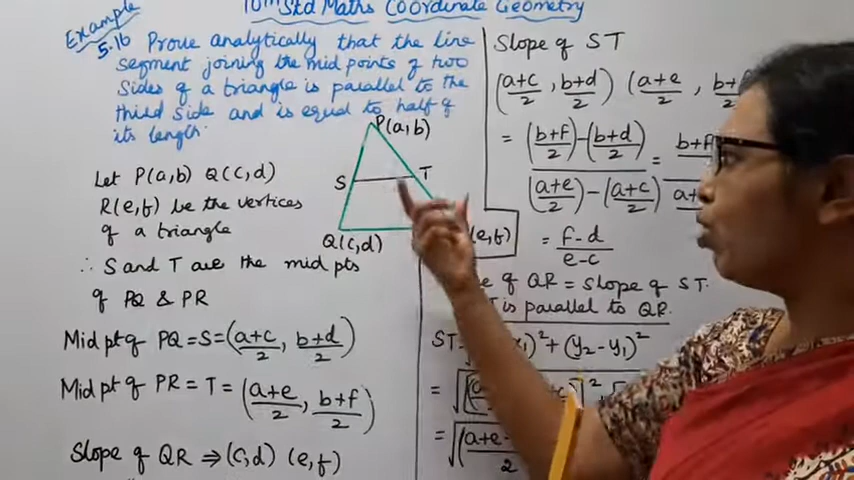 10th Std Maths Coordinate Geometry
Example
5.16 Prove analytically that the line
segment joining the mid points of two
sides of a triangle is parallel to the
third side and is equal to half of
its length.
P(a,b)
S
T
Q(c,d)
(e,f)
Let P(a,b) Q(c,d)
R(e,f) be the vertices
of a triangle
∴ S and T are the mid pts
of PQ & PR
Mid pt of PQ = S = (a+c/2, b+d/2)
Mid pt of PR = T = (a+e/2, b+f/2)
Slope of QR ⇒ (c,d) (e,f)
Slope of ST
(a+c/2, b+d/2) (a+e/2, b+f
= (b+f/2)-(b+d/2) / (a+e/2)-(a+c/2) = b+f
= f-d/e-c
of QR = Slope of ST.
is parallel to QR.
ST = )² + (y₂-y₁)²